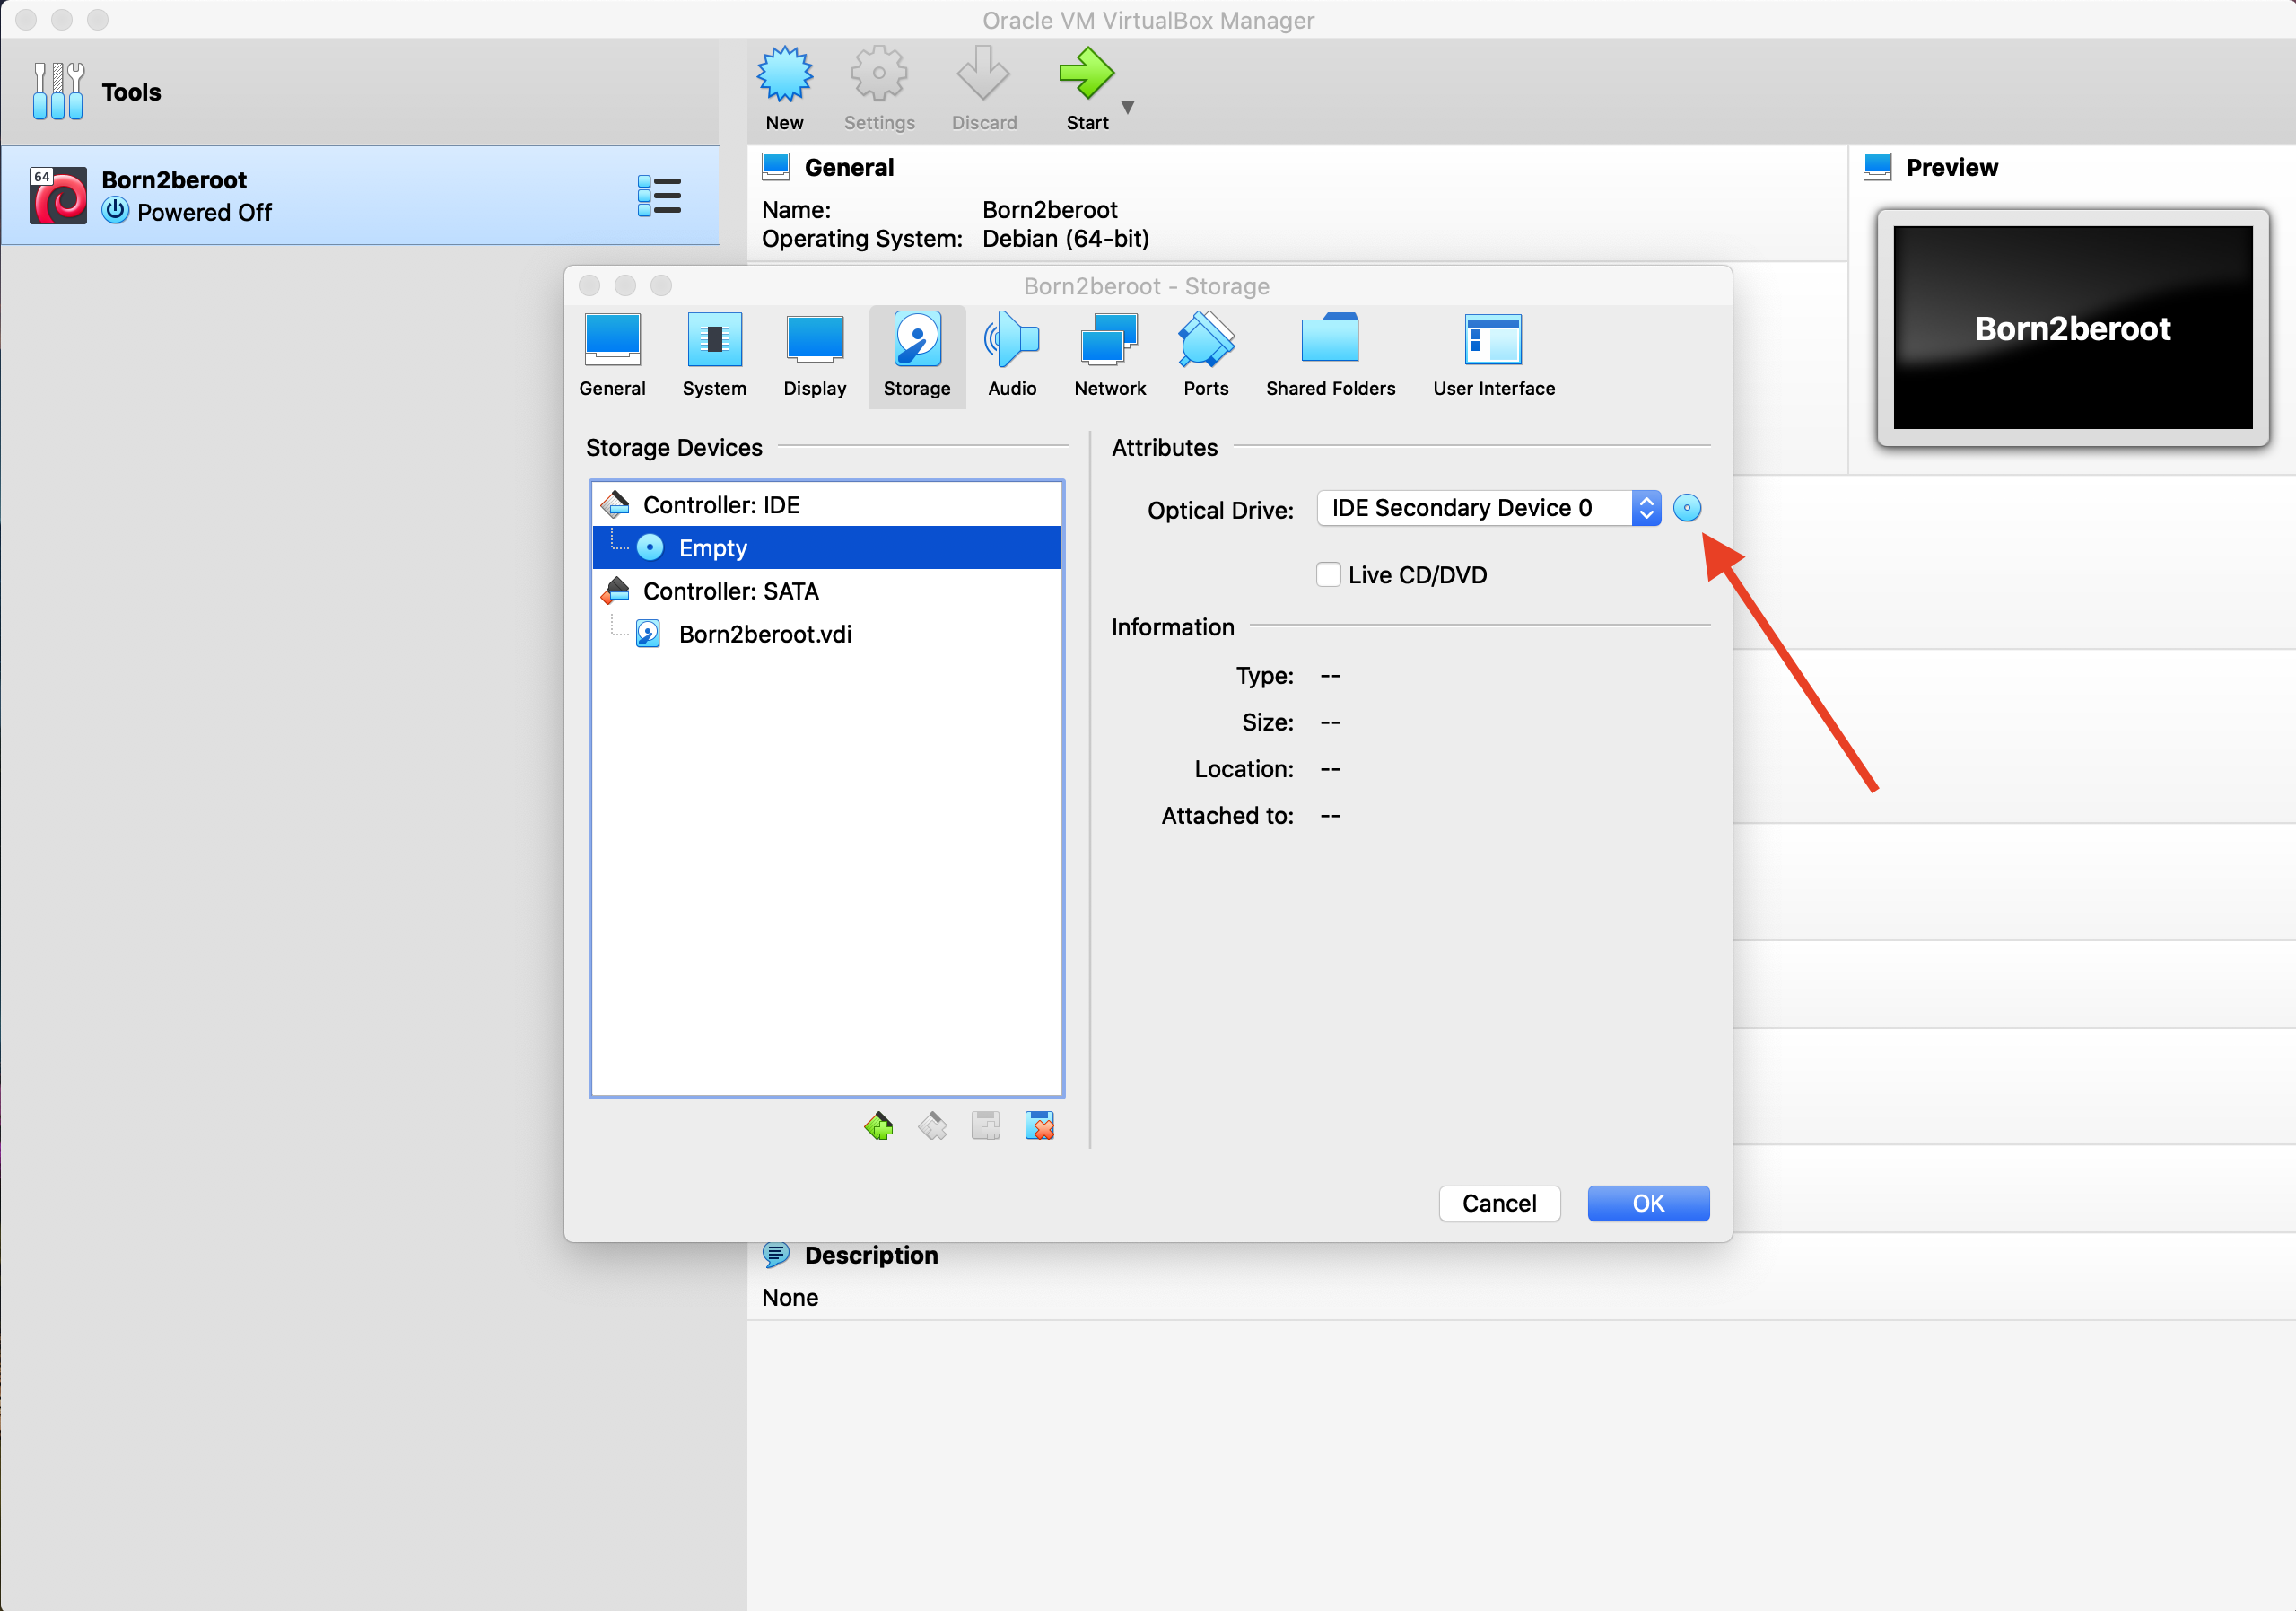 Oracle VM VirtualBox Manager
Tools
New
Settings
Discard
Start
64
Born2beroot
Powered Off
General
Name: Born2beroot
Operating System: Debian (64-bit)
Preview
Born2beroot
Born2beroot - Storage
General
System
Display
Storage
Audio
Network
Ports
Shared Folders
User Interface
Storage Devices
Controller: IDE
Empty
Controller: SATA
Born2beroot.vdi
Attributes
Optical Drive: IDE Secondary Device 0
Live CD/DVD
Information
Type: --
Size: --
Location: --
Attached to: --
Cancel
OK
Description
None